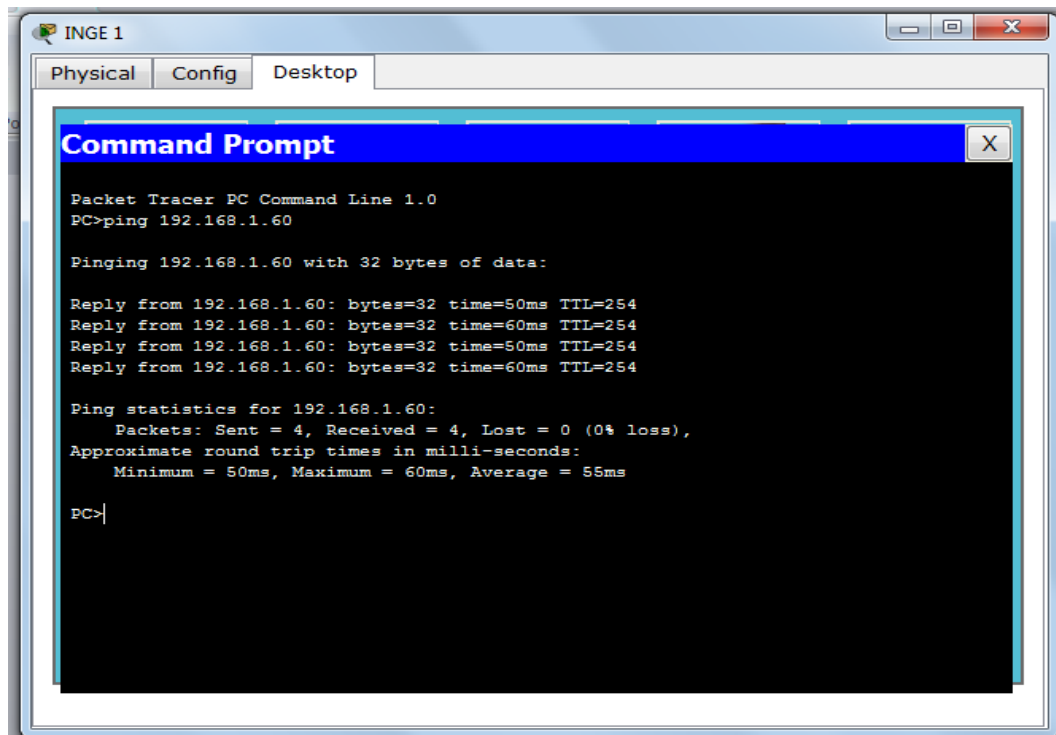 INGE 1
Physical Config Desktop
Command Prompt
X
Packet Tracer PC Command Line 1.0
PC>ping 192.168.1.60
Pinging 192.168.1.60 with 32 bytes of data:
Reply from 192.168.1.60: bytes=32 time=50ms TTL=254
Reply from 192.168.1.60: bytes=32 time=60ms TTL=254
Reply from 192.168.1.60: bytes=32 time=50ms TTL=254
Reply from 192.168.1.60: bytes=32 time=60ms TTL=254
Ping statistics for 192.168.1.60:
Packets: Sent = 4, Received = 4, Lost = 0 (0% loss),
Approximate round trip times in milli-seconds:
Minimum = 50ms, Maximum = 60ms, Average = 55ms
PC>